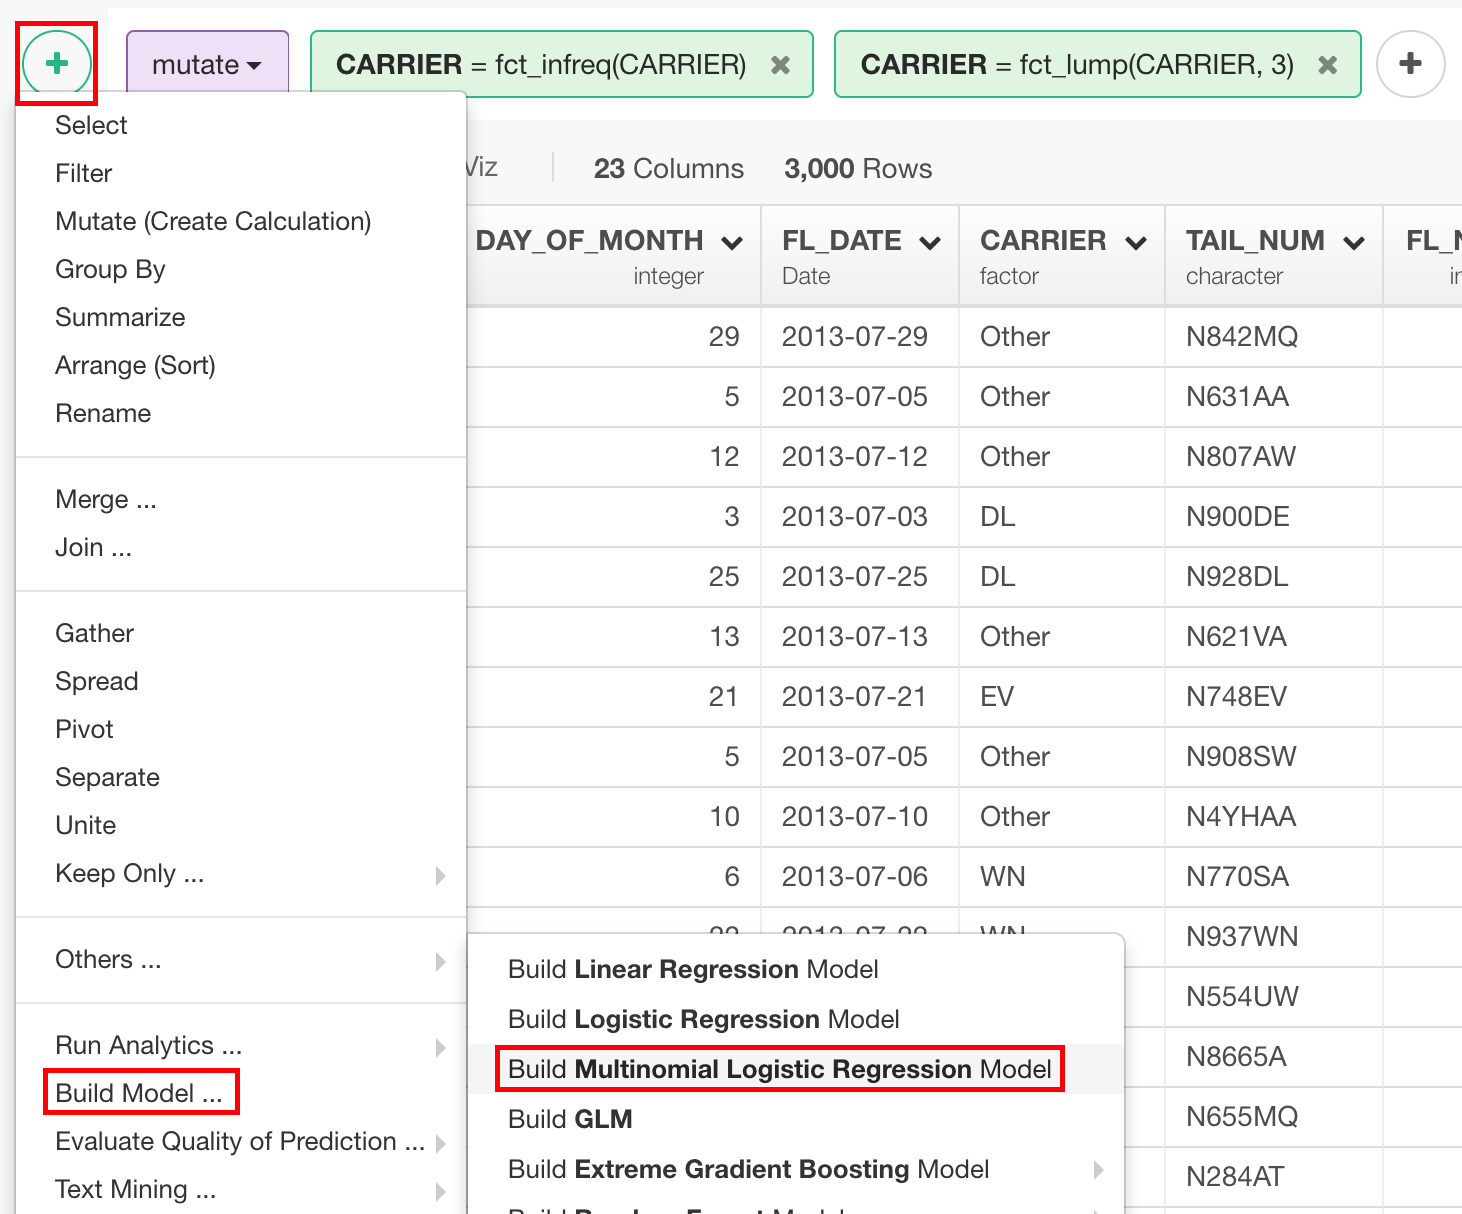 + mutate CARRIER = fct_infreq(CARRIER) ✖ CARRIER = fct_lump(CARRIER, 3) ✖ +
Select
Filter
Mutate (Create Calculation)
Group By
Summarize
Arrange (Sort)
Rename
Merge ...
Join ...
Gather
Spread
Pivot
Separate
Unite
Keep Only ...
Others ...
Run Analytics ...
Build Model ...
Evaluate Quality of Prediction ...
Text Mining ...
Viz 23 Columns 3,000 Rows
DAY_OF_MONTH FL_DATE CARRIER TAIL_NUM
integer Date factor character
29 2013-07-29 Other N842MQ
5 2013-07-05 Other N631AA
12 2013-07-12 Other N807AW
3 2013-07-03 DL N900DE
25 2013-07-25 DL N928DL
13 2013-07-13 Other N621VA
21 2013-07-21 EV N748EV
5 2013-07-05 Other N908SW
10 2013-07-10 Other N4YHAA
6 2013-07-06 WN N770SA
WN N937WN
N554UW
N8665A
N655MQ
N284AT
Build Linear Regression Model
Build Logistic Regression Model
Build Multinomial Logistic Regression Model
Build GLM
Build Extreme Gradient Boosting Model